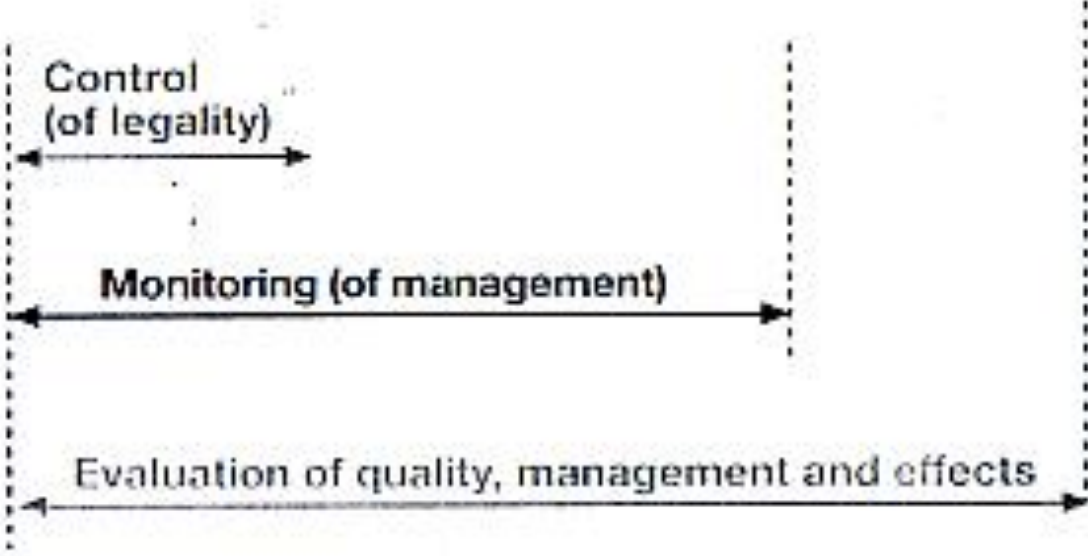 Control
(of legality)
Monitoring (of management)
Evaluation of quality, management and effects